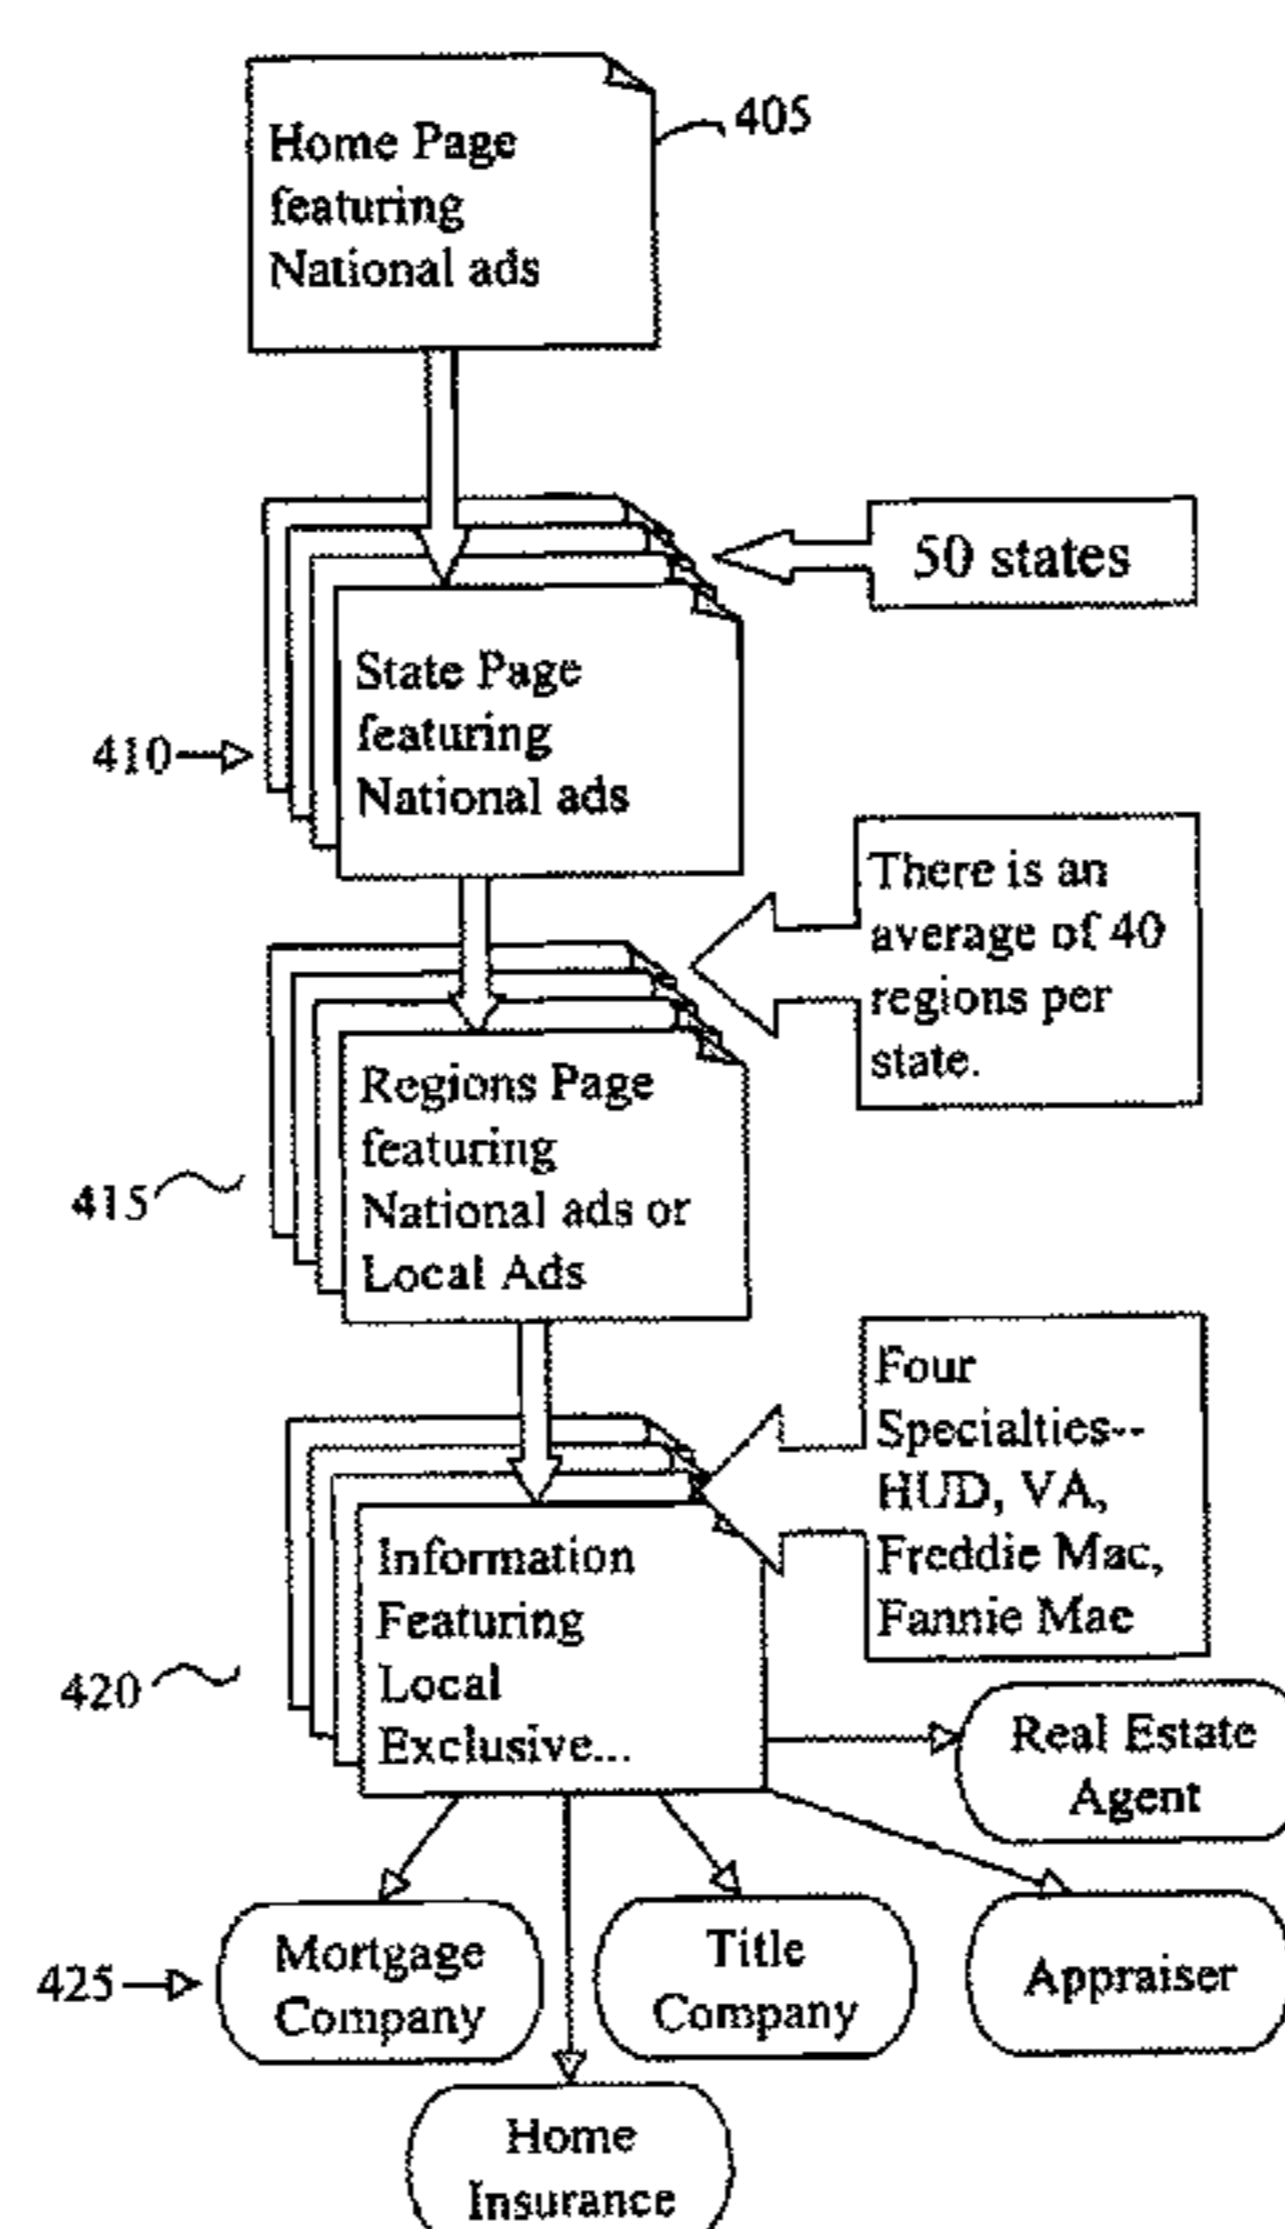 Home Page
featuring
National ads
405
50 states
State Page
featuring
National ads
410
There is an
average of 40
regions per
state.
Regions Page
featuring
National ads or
Local Ads
415
Four
Specialties--
HUD, VA,
Freddie Mac,
Fannie Mae
Information
Featuring
Local
Exclusive...
420
Real Estate
Agent
425
Mortgage
Company
Title
Company
Appraiser
Home
Insurance